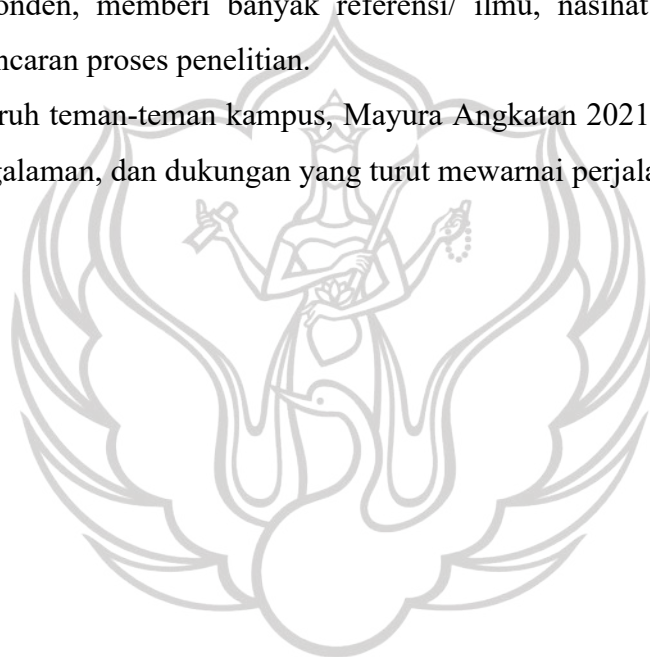 onden, memberi banyak referensi/ ilmu, nasihat
ncaran proses penelitian.
ruh teman-teman kampus, Mayura Angkatan 2021
galaman, dan dukungan yang turut mewarnai perjala